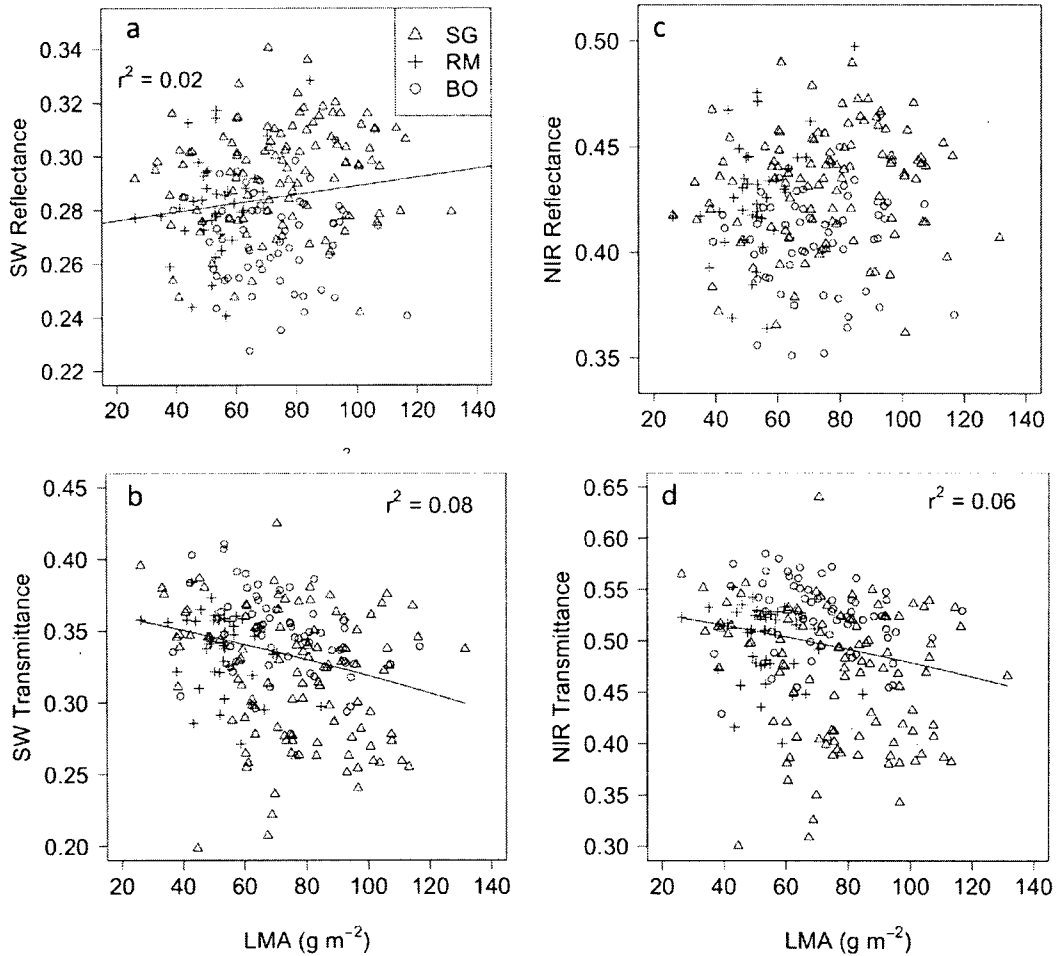 a
r² = 0.02
SG
RM
BO
SW Reflectance
0.34
0.32
0.30
0.28
0.26
0.24
0.22
20 40 60 80 100 120 140
c
NIR Reflectance
0.50
0.45
0.40
0.35
20 40 60 80 100 120 140
2
b
r² = 0.08
SW Transmittance
0.45
0.40
0.35
0.30
0.25
0.20
20 40 60 80 100 120 140
LMA (g m⁻²)
d
r² = 0.06
NIR Transmittance
0.65
0.60
0.55
0.50
0.45
0.40
0.35
0.30
20 40 60 80 100 120 140
LMA (g m⁻²)